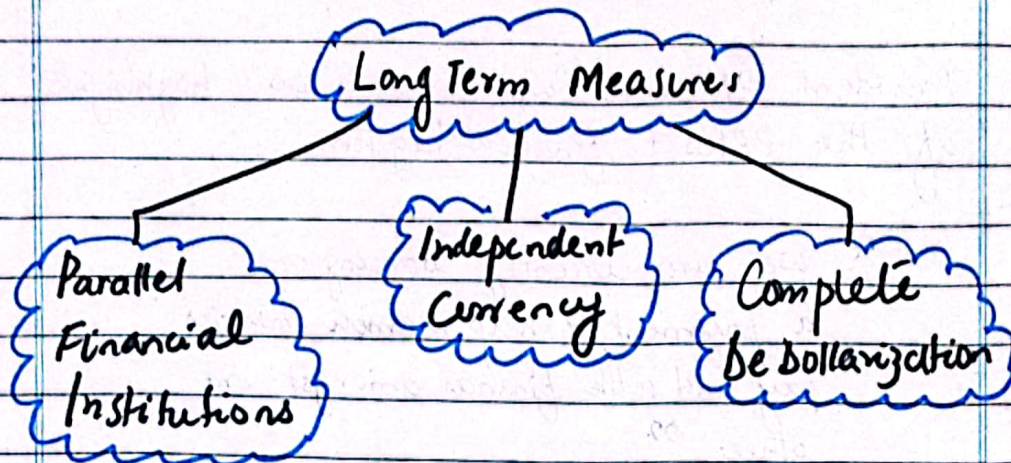 Long Term Measures
Parallel
Financial
Institutions
Independent
Currency
Complete
De Dollarization